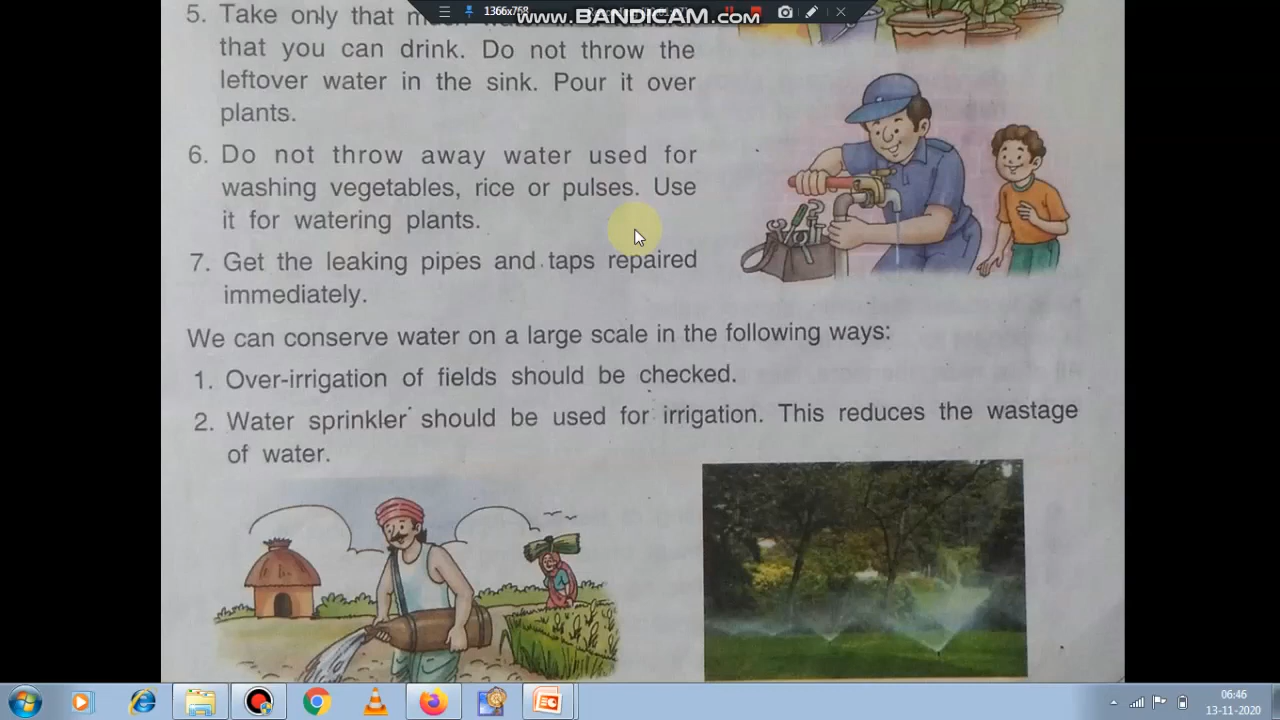 1366x768
www.BANDICAM.com
5. Take only that
that you can drink. Do not throw the
leftover water in the sink. Pour it over
plants.
6. Do not throw away water used for
washing vegetables, rice or pulses. Use
it for watering plants.
7. Get the leaking pipes and taps repaired
immediately.
We can conserve water on a large scale in the following ways:
1. Over-irrigation of fields should be checked.
2. Water sprinkler should be used for irrigation. This reduces the wastage
of water.
06:46
13-11-2020